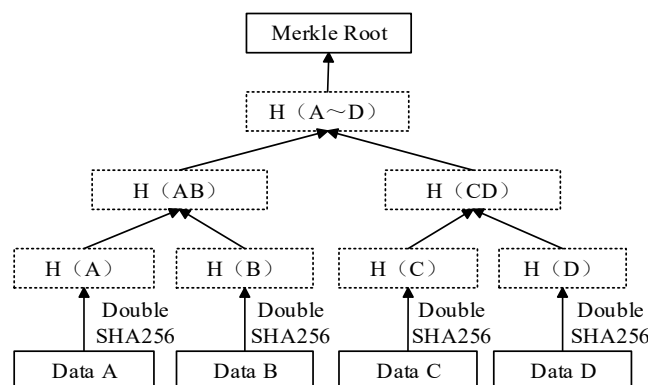 Merkle Root
H（A～D）
H（AB）
H（CD）
H（A）
H（B）
H（C）
H（D）
Double
SHA256
Double
SHA256
Double
SHA256
Double
SHA256
Data A
Data B
Data C
Data D